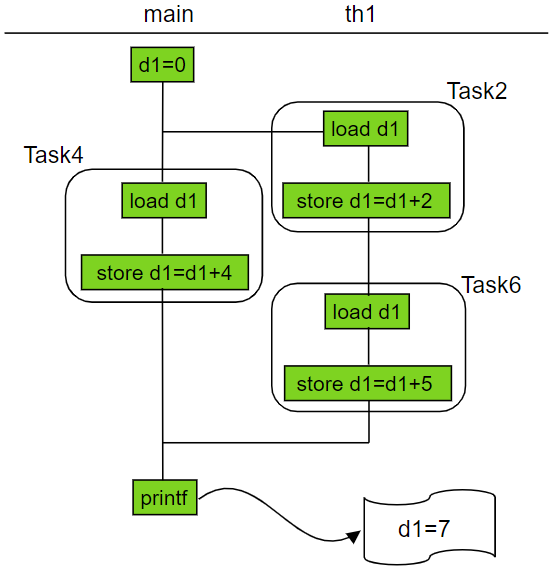 main
th1
d1=0
Task2
load d1
Task4
load d1
store d1=d1+2
store d1=d1+4
Task6
load d1
store d1=d1+5
printf
d1=7